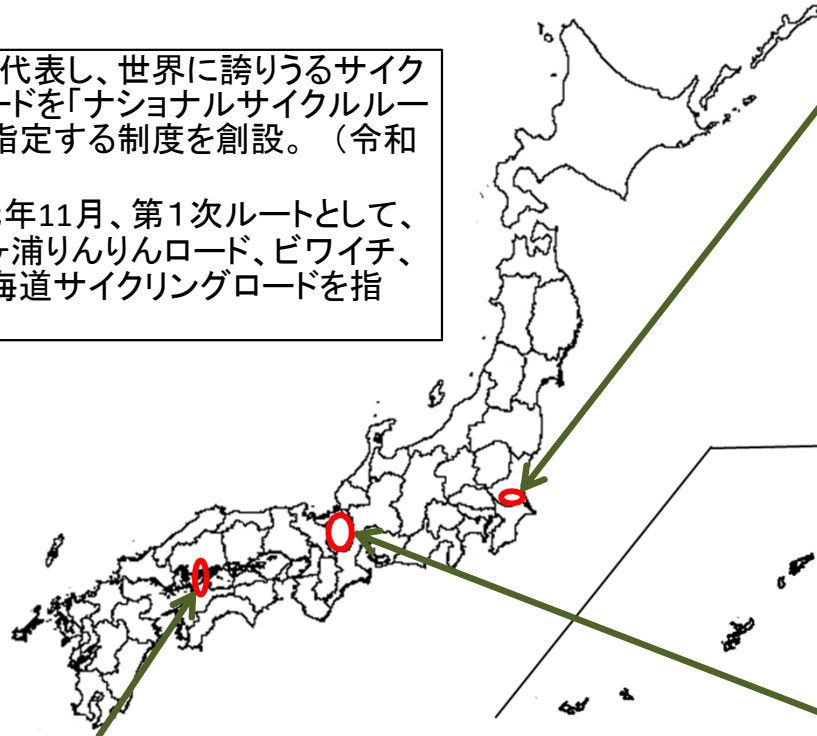 代表し、世界に誇りうるサイク
ードを「ナショナルサイクルルー
指定する制度を創設。（令和
年11月、第１次ルートとして、
ヶ浦りんりんロード、ビワイチ、
海道サイクリングロードを指